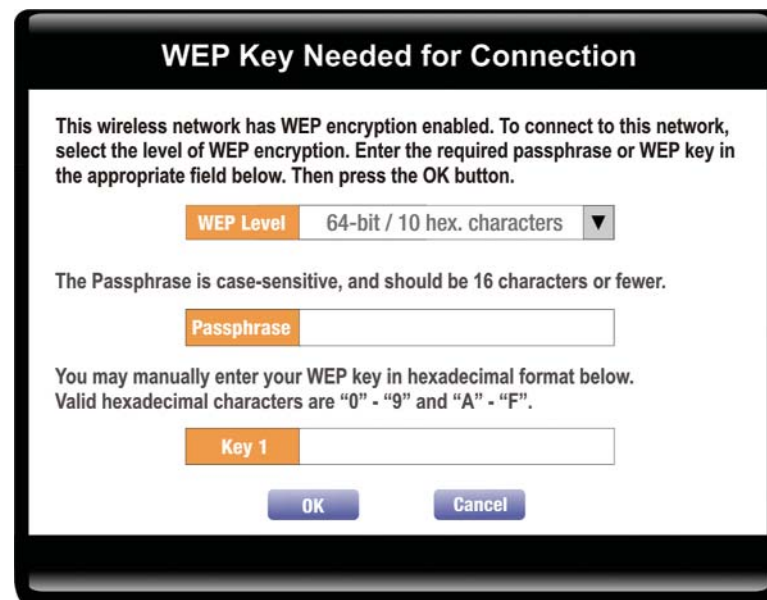 WEP Key Needed for Connection
This wireless network has WEP encryption enabled. To connect to this network,
select the level of WEP encryption. Enter the required passphrase or WEP key in
the appropriate field below. Then press the OK button.
WEP Level 64-bit / 10 hex. characters
The Passphrase is case-sensitive, and should be 16 characters or fewer.
Passphrase
You may manually enter your WEP key in hexadecimal format below.
Valid hexadecimal characters are “0” - “9” and “A” - “F”.
Key 1
OK Cancel